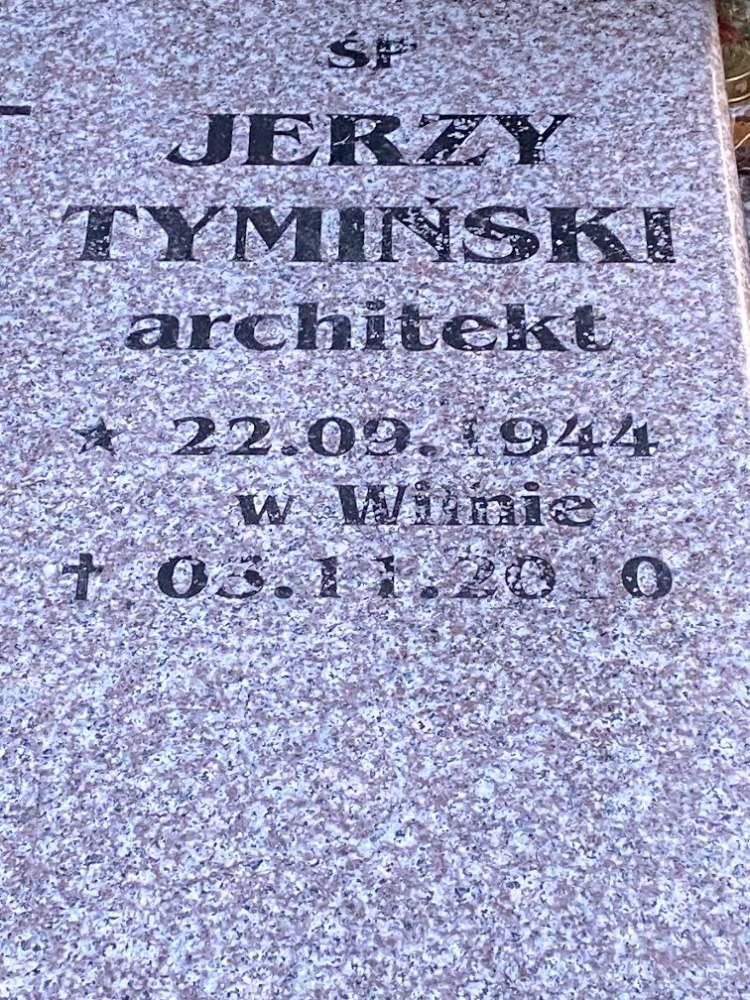 ŚP
JERZY
TYMIŃSKI
architekt
★ 22.09.1944
w Wilnie
† 03.11.2010